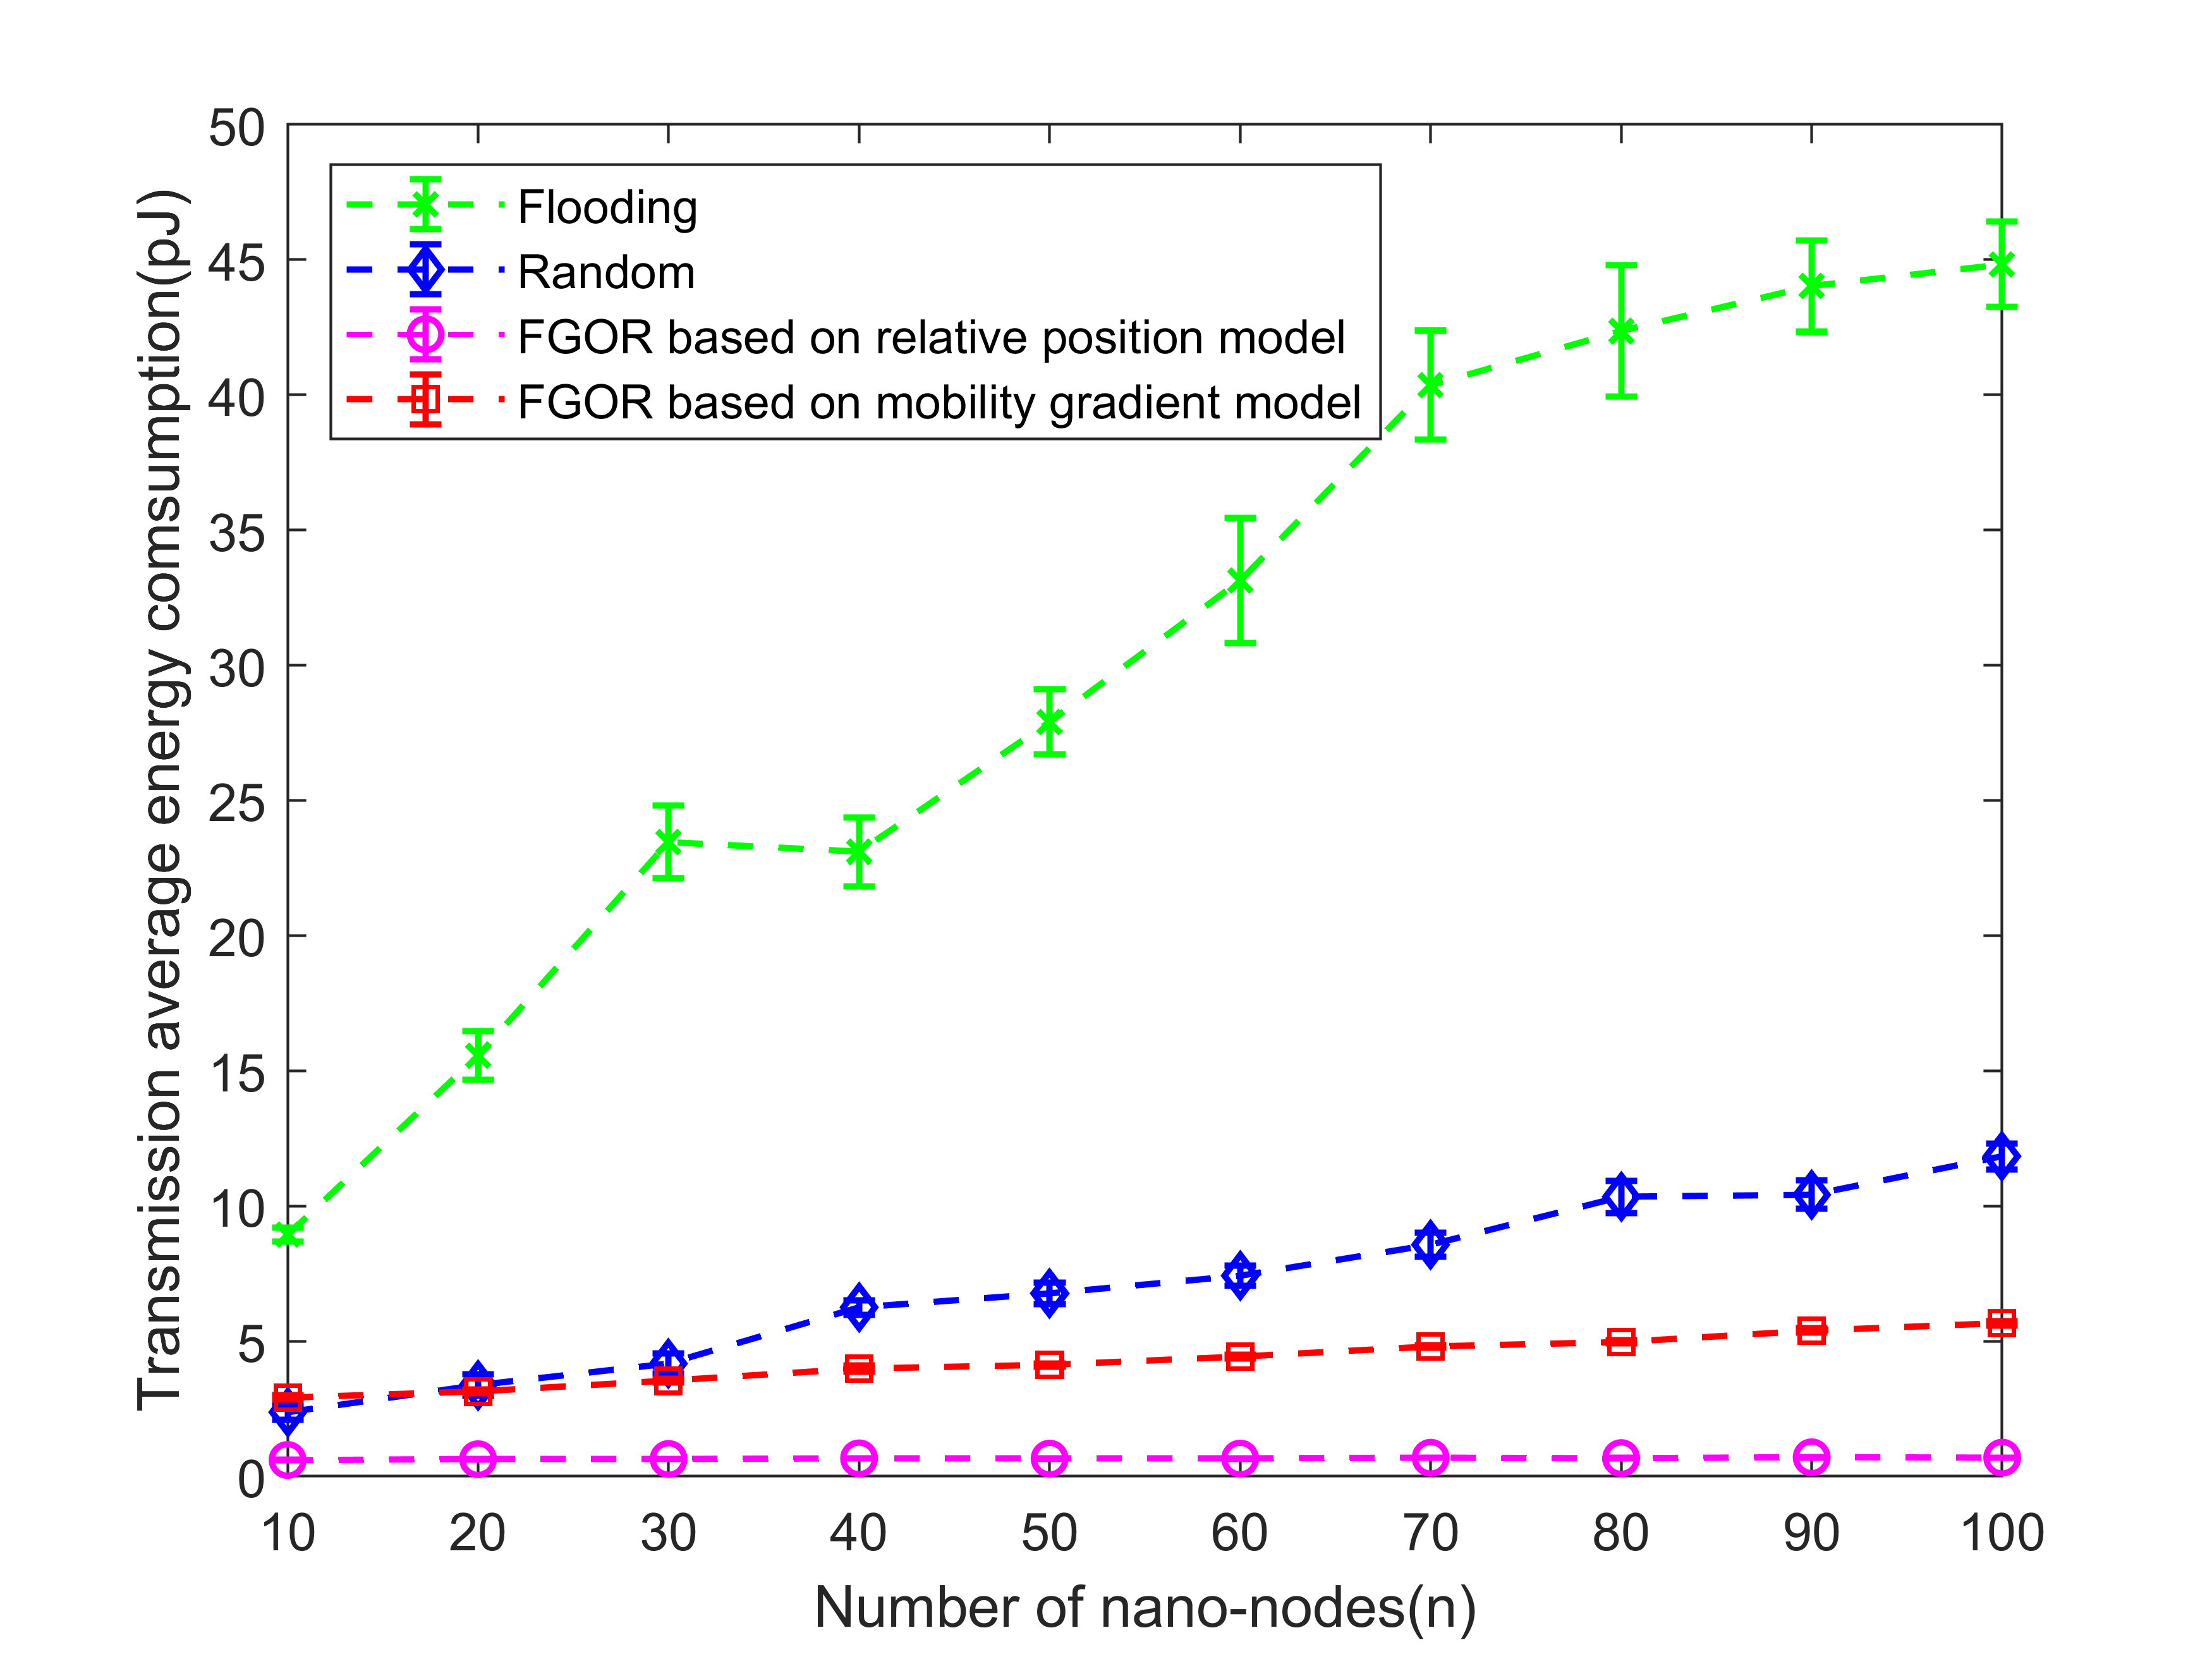 Transmission average energy comsumption(pJ)
50
45
40
35
30
25
20
15
10
5
0
Flooding
Random
FGOR based on relative position model
FGOR based on mobility gradient model
10 20 30 40 50 60 70 80 90 100
Number of nano-nodes(n)